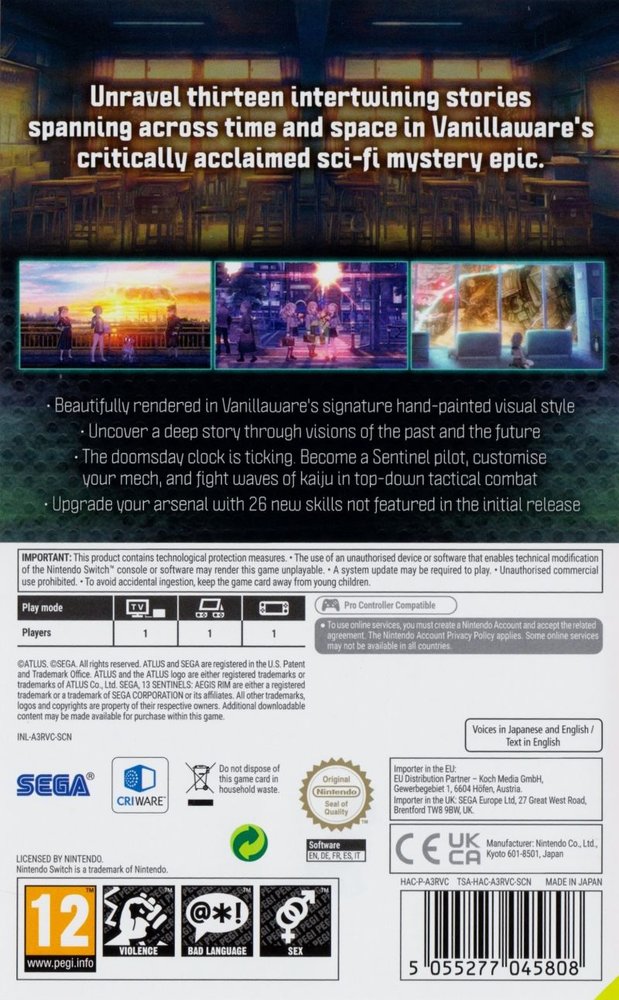 Unravel thirteen intertwining stories
spanning across time and space in Vanillaware's
critically acclaimed sci-fi mystery epic.
· Beautifully rendered in Vanillaware's signature hand-painted visual style
· Uncover a deep story through visions of the past and the future
· The doomsday clock is ticking. Become a Sentinel pilot, customise
your mech, and fight waves of kaiju in top-down tactical combat
· Upgrade your arsenal with 26 new skills not featured in the initial release
IMPORTANT: This product contains technological protection measures. • The use of an unauthorised device or software that enables technical modification
of the Nintendo Switch™ console or software may render this game unplayable. • A system update may be required to play. • Unauthorised commercial
use prohibited. • To avoid accidental ingestion, keep the game card away from young children.
Play mode TV
Players 1 1 1
Pro Controller Compatible
• To use online services, you must create a Nintendo Account and accept the related
agreement. The Nintendo Account Privacy Policy applies. Some online services
may not be available in all countries.
©ATLUS. ©SEGA. All rights reserved. ATLUS and SEGA are registered in the U.S. Patent
and Trademark Office. ATLUS and the ATLUS logo are either registered trademarks or
trademarks of ATLUS Co., Ltd. SEGA, 13 SENTINELS: AEGIS RIM are either a registered
trademark or a trademark of SEGA CORPORATION or its affiliates. All other trademarks,
logos and copyrights are property of their respective owners. Additional downloadable
content may be made available for purchase within this game.
INL-A3RVC-SCN
Voices in Japanese and English /
Text in English
SEGA®
CRIWARE™
Do not dispose of
this game card in
household waste.
Original
Nintendo
Seal of
Quality
TM
Software
EN, DE, FR, ES, IT
Importer in the EU:
EU Distribution Partner – Koch Media GmbH,
Gewerbegebiet 1, 6604 Höfen, Austria.
Importer in the UK: SEGA Europe Ltd, 27 Great West Road,
Brentford TW8 9BW, UK.
CE UK
CA
Manufacturer: Nintendo Co., Ltd.,
Kyoto 601-8501, Japan
LICENSED BY NINTENDO.
Nintendo Switch is a trademark of Nintendo.
HAC-P-A3RVC TSA-HAC-A3RVC-SCN MADE IN JAPAN
12
www.pegi.info
VIOLENCE
@*!
BAD LANGUAGE
SEX
5 055277 045808